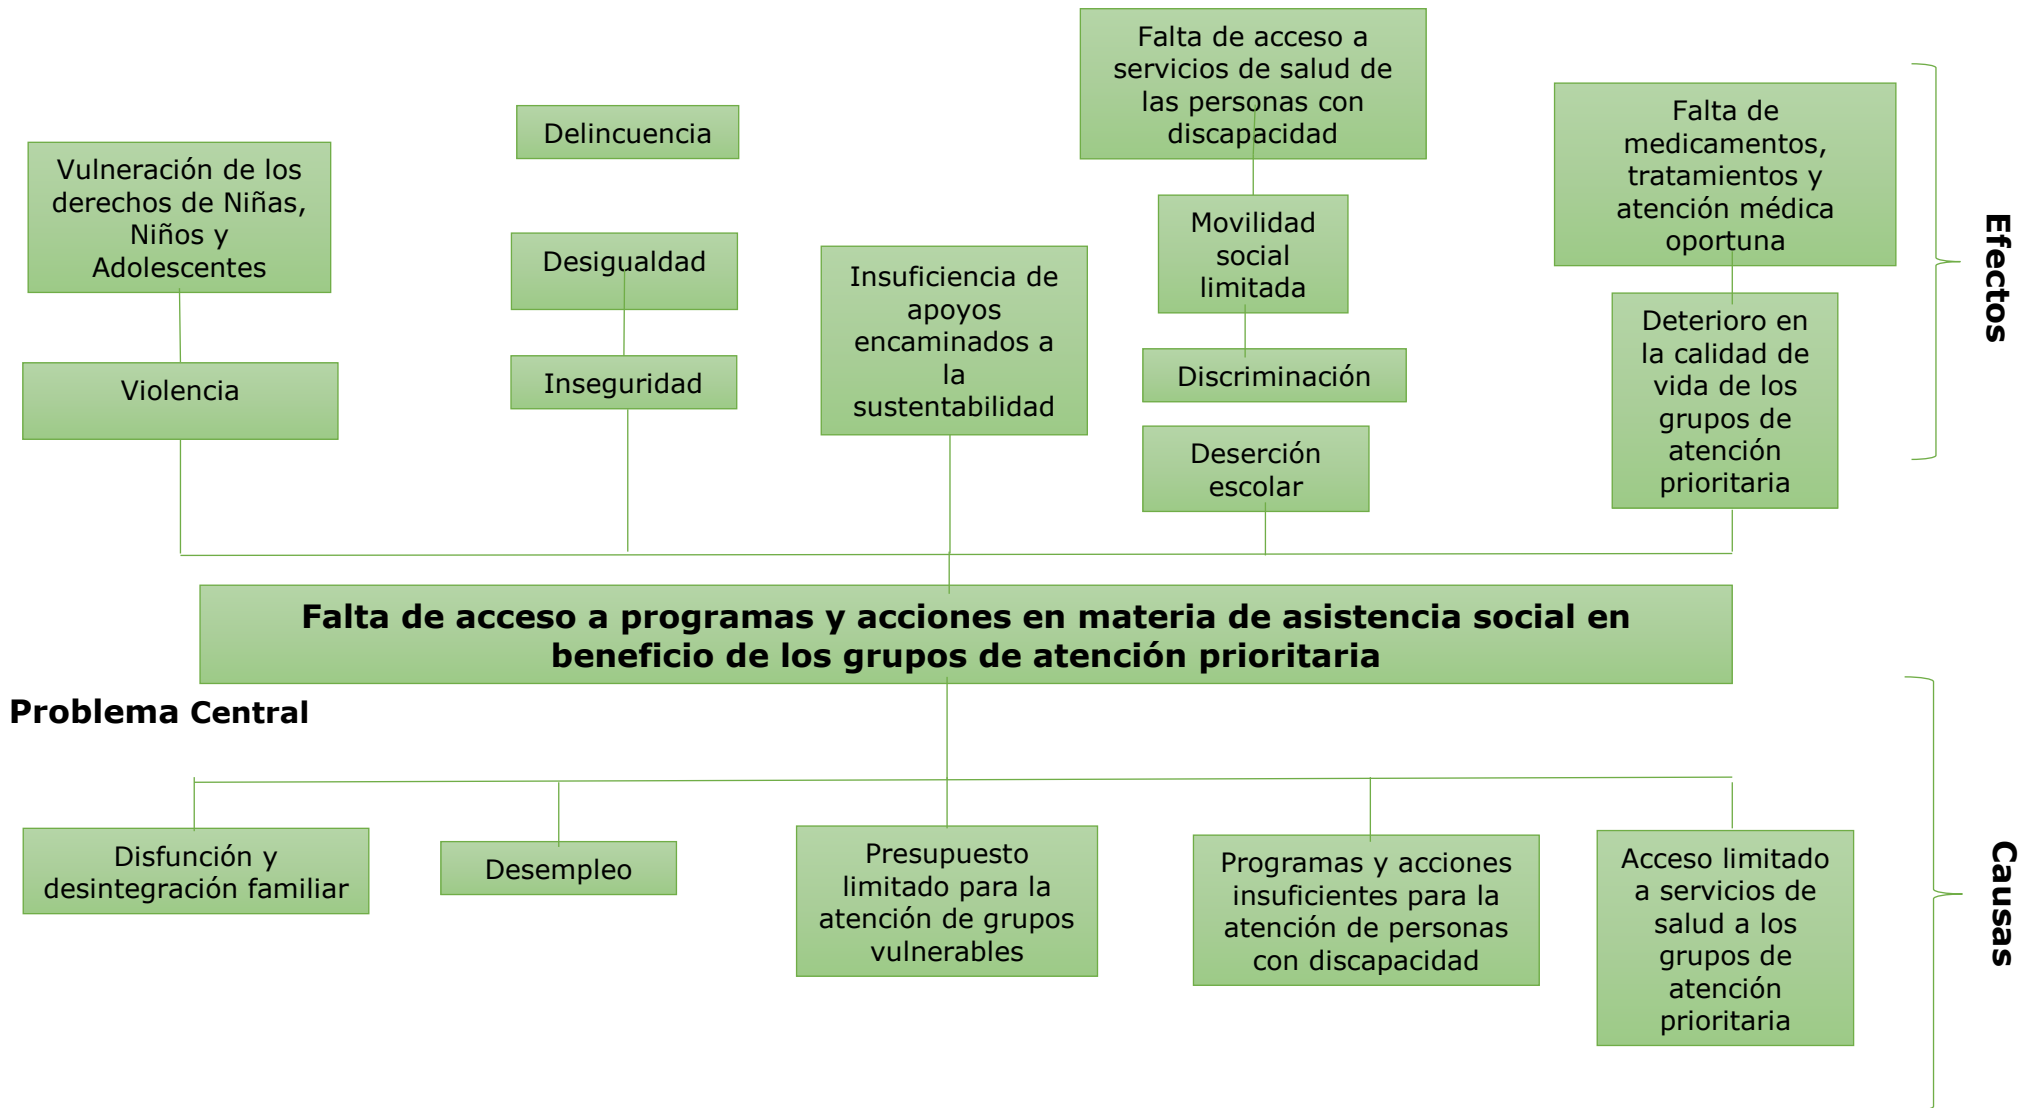 Falta de acceso a
servicios de salud de
las personas con
discapacidad
Falta de
medicamentos,
tratamientos y
atención médica
oportuna
Delincuencia
Vulneración de los
derechos de Niñas,
Niños y
Adolescentes
Movilidad
social
limitada
Desigualdad
Insuficiencia de
apoyos
encaminados a
la
sustentabilidad
Deterioro en
la calidad de
vida de los
grupos de
atención
prioritaria
Efectos
Violencia
Inseguridad
Discriminación
Deserción
escolar
Falta de acceso a programas y acciones en materia de asistencia social en
beneficio de los grupos de atención prioritaria
Problema Central
Disfunción y
desintegración familiar
Desempleo
Presupuesto
limitado para la
atención de grupos
vulnerables
Programas y acciones
insuficientes para la
atención de personas
con discapacidad
Acceso limitado
a servicios de
salud a los
grupos de
atención
prioritaria
Causas